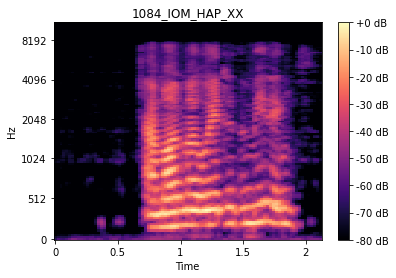 1084_IOM_HAP_XX
+0 dB
8192
-10 dB
4096
-20 dB
-30 dB
2048
Hz
-40 dB
1024
-50 dB
512
-60 dB
-70 dB
0
-80 dB
0 0.5 1 1.5 2
Time